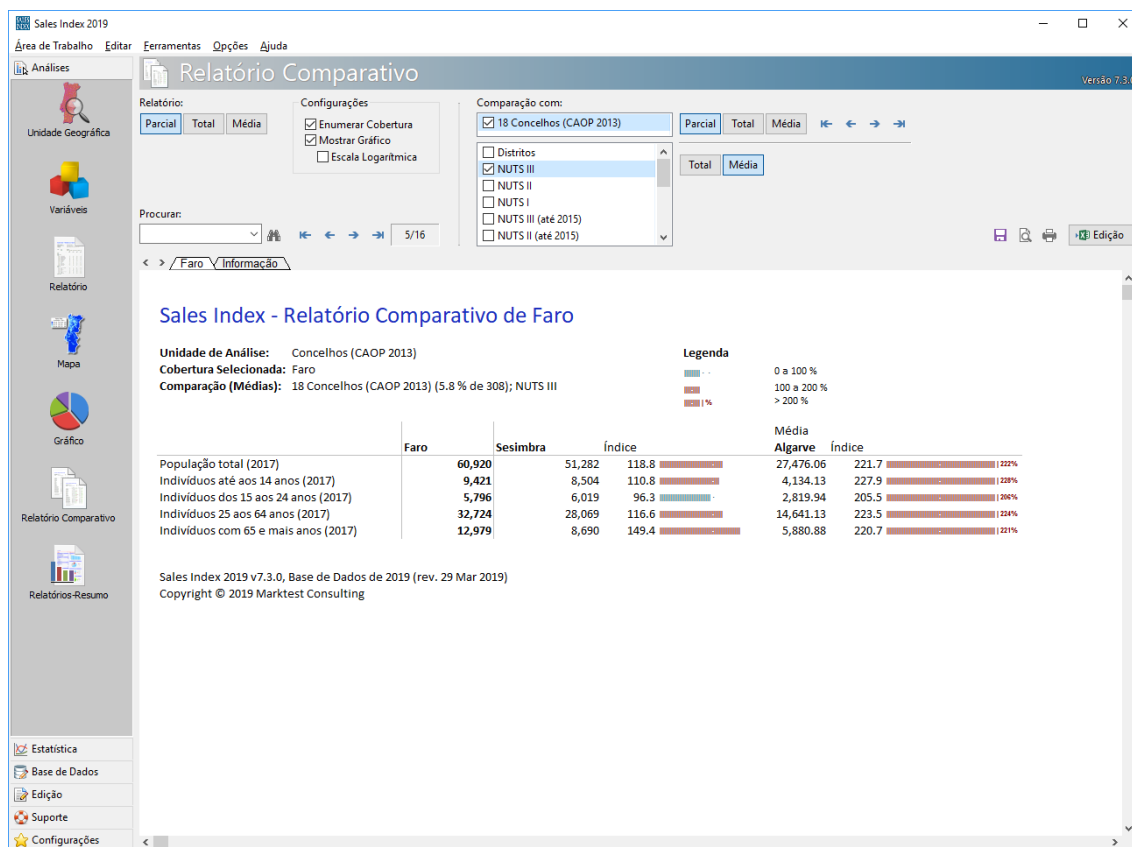 Sales Index 2019
Área de Trabalho Editar Ferramentas Opções Ajuda
Análises
Unidade Geográfica
Variáveis
Relatório
Mapa
Gráfico
Relatório Comparativo
Relatórios-Resumo
Estatística
Base de Dados
Edição
Suporte
Configurações
Relatório Comparativo
Versão 7.3.0
Relatório:
Parcial Total Média
Configurações
Enumerar Cobertura
Mostrar Gráfico
Escala Logarítmica
Comparação com:
18 Concelhos (CAOP 2013)
Parcial Total Média
Distritos
NUTS III
NUTS II
NUTS I
NUTS III (até 2015)
NUTS II (até 2015)
Total Média
Procurar:
5/16
Edição
Faro Informação
Sales Index - Relatório Comparativo de Faro
Unidade de Análise: Concelhos (CAOP 2013)
Cobertura Selecionada: Faro
Comparação (Médias): 18 Concelhos (CAOP 2013) (5.8 % de 308); NUTS III
Legenda
0 a 100 %
100 a 200 %
% > 200 %
Média
Faro Sesimbra Índice Algarve Índice
População total (2017) 60,920 51,282 118.8 27,476.06 221.7 222%
Indivíduos até aos 14 anos (2017) 9,421 8,504 110.8 4,134.13 227.9 228%
Indivíduos dos 15 aos 24 anos (2017) 5,796 6,019 96.3 2,819.94 205.5 206%
Indivíduos 25 aos 64 anos (2017) 32,724 28,069 116.6 14,641.13 223.5 224%
Indivíduos com 65 e mais anos (2017) 12,979 8,690 149.4 5,880.88 220.7 221%
Sales Index 2019 v7.3.0, Base de Dados de 2019 (rev. 29 Mar 2019)
Copyright © 2019 Marktest Consulting